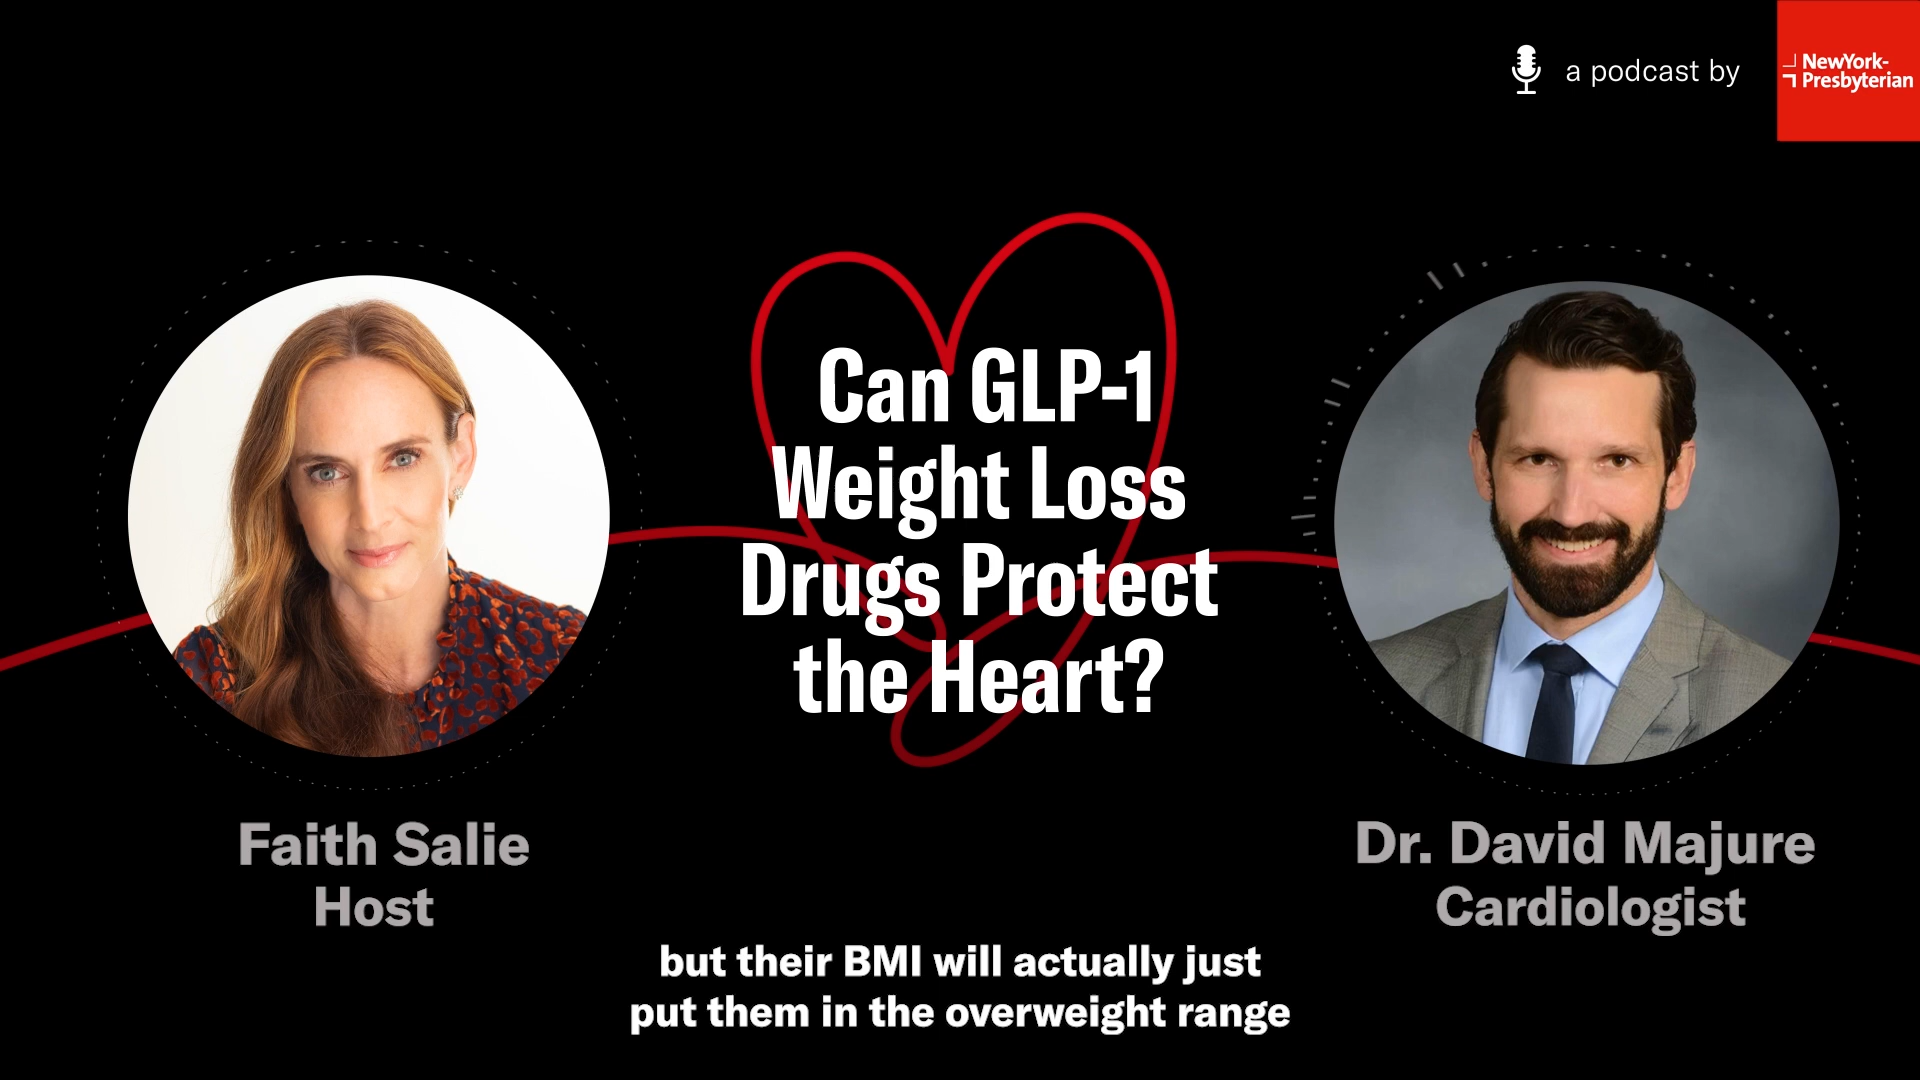 a podcast by
NewYork-
Presbyterian
Can GLP-1
Weight Loss
Drugs Protect
the Heart?
Faith Salie
Host
Dr. David Majure
Cardiologist
but their BMI will actually just
put them in the overweight range